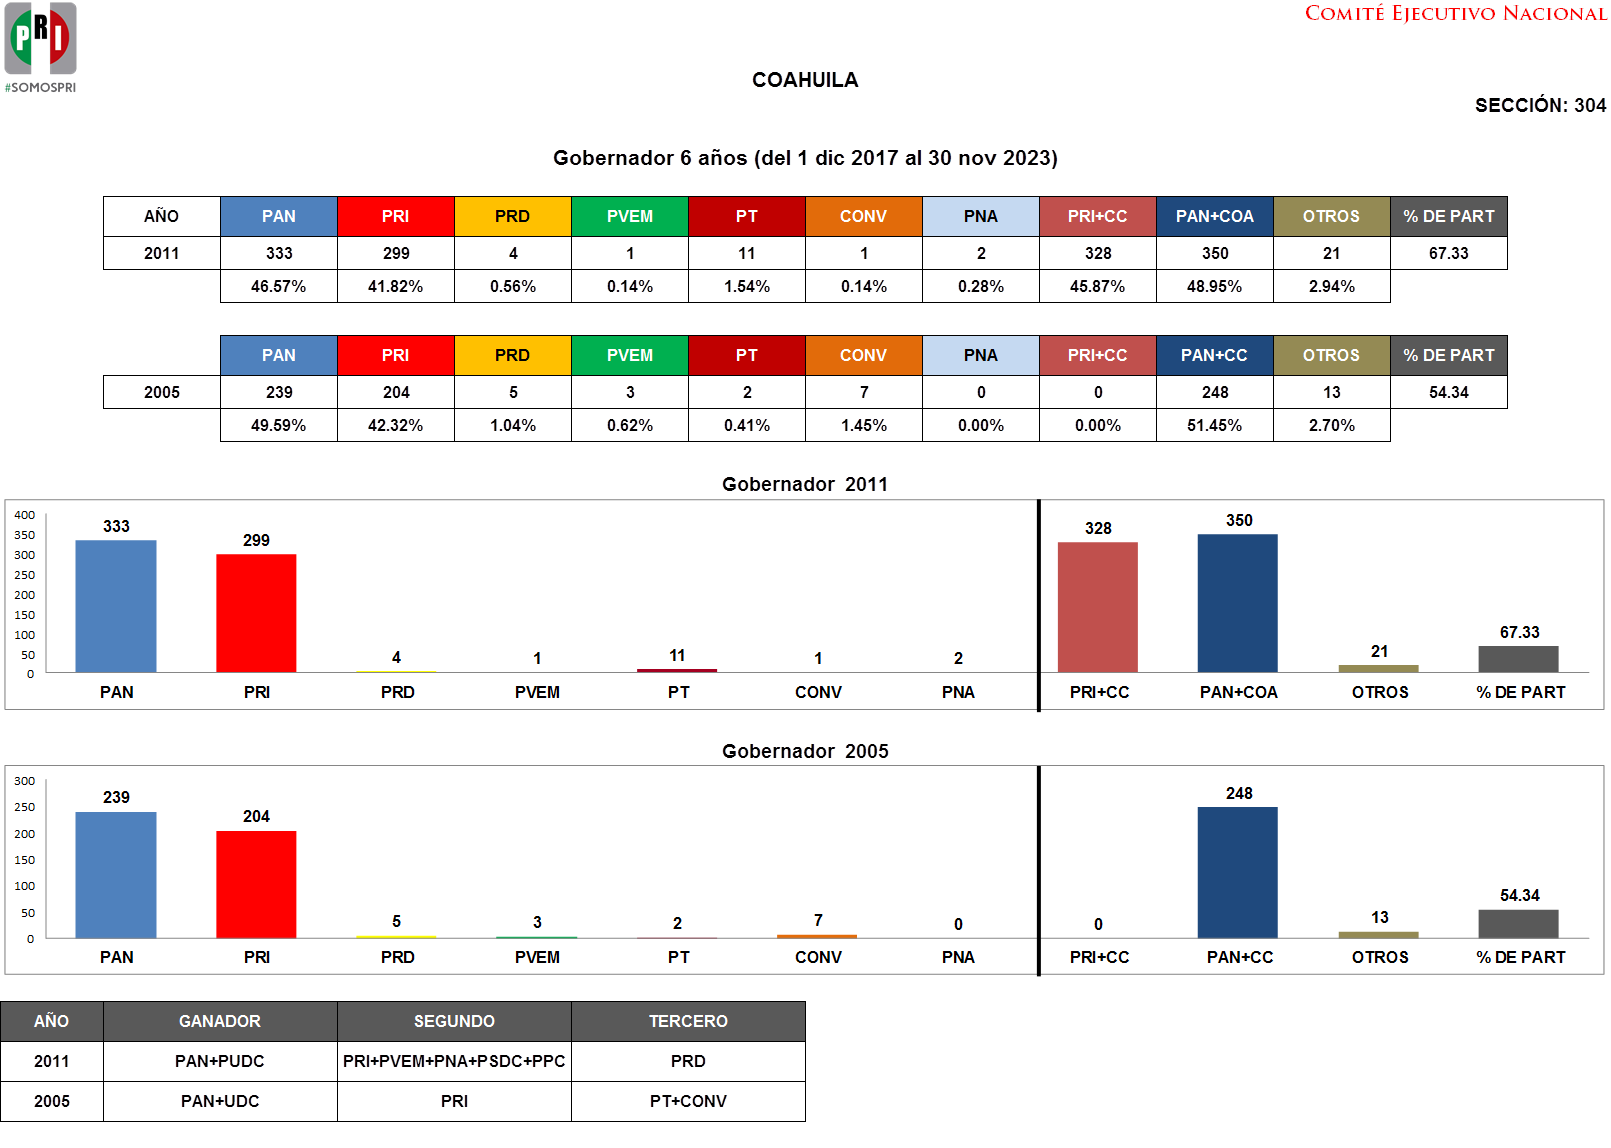 PRI
#SOMOSPRI
COMITÉ EJECUTIVO NACIONAL
COAHUILA
SECCIÓN: 304
Gobernador 6 años (del 1 dic 2017 al 30 nov 2023)
AÑO PAN PRI PRD PVEM PT CONV PNA PRI+CC PAN+COA OTROS % DE PART
2011 333 299 4 1 11 1 2 328 350 21 67.33
46.57% 41.82% 0.56% 0.14% 1.54% 0.14% 0.28% 45.87% 48.95% 2.94%
PAN PRI PRD PVEM PT CONV PNA PRI+CC PAN+CC OTROS % DE PART
2005 239 204 5 3 2 7 0 0 248 13 54.34
49.59% 42.32% 1.04% 0.62% 0.41% 1.45% 0.00% 0.00% 51.45% 2.70%
Gobernador 2011
400
350
300
250
200
150
100
50
0
333 299 4 1 11 1 2 328 350 21 67.33
PAN PRI PRD PVEM PT CONV PNA PRI+CC PAN+COA OTROS % DE PART
Gobernador 2005
300
250
200
150
100
50
0
239 204 5 3 2 7 0 0 248 13 54.34
PAN PRI PRD PVEM PT CONV PNA PRI+CC PAN+CC OTROS % DE PART
AÑO GANADOR SEGUNDO TERCERO
2011 PAN+PUDC PRI+PVEM+PNA+PSDC+PPC PRD
2005 PAN+UDC PRI PT+CONV